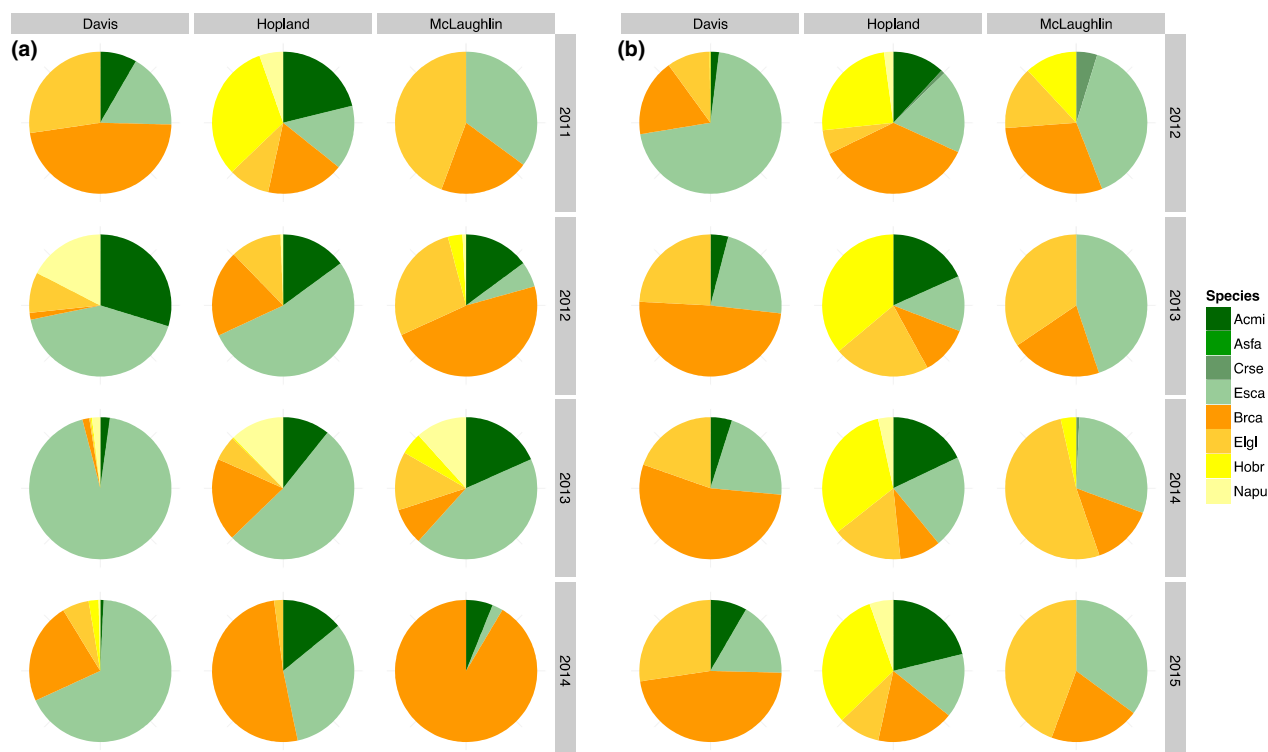 (a)
Davis
Hopland
McLaughlin
2011
2012
2013
2014
(b)
Davis
Hopland
McLaughlin
2012
2013
2014
2015
Species
Acmi
Asfa
Crse
Esca
Brca
Elgl
Hobr
Napu